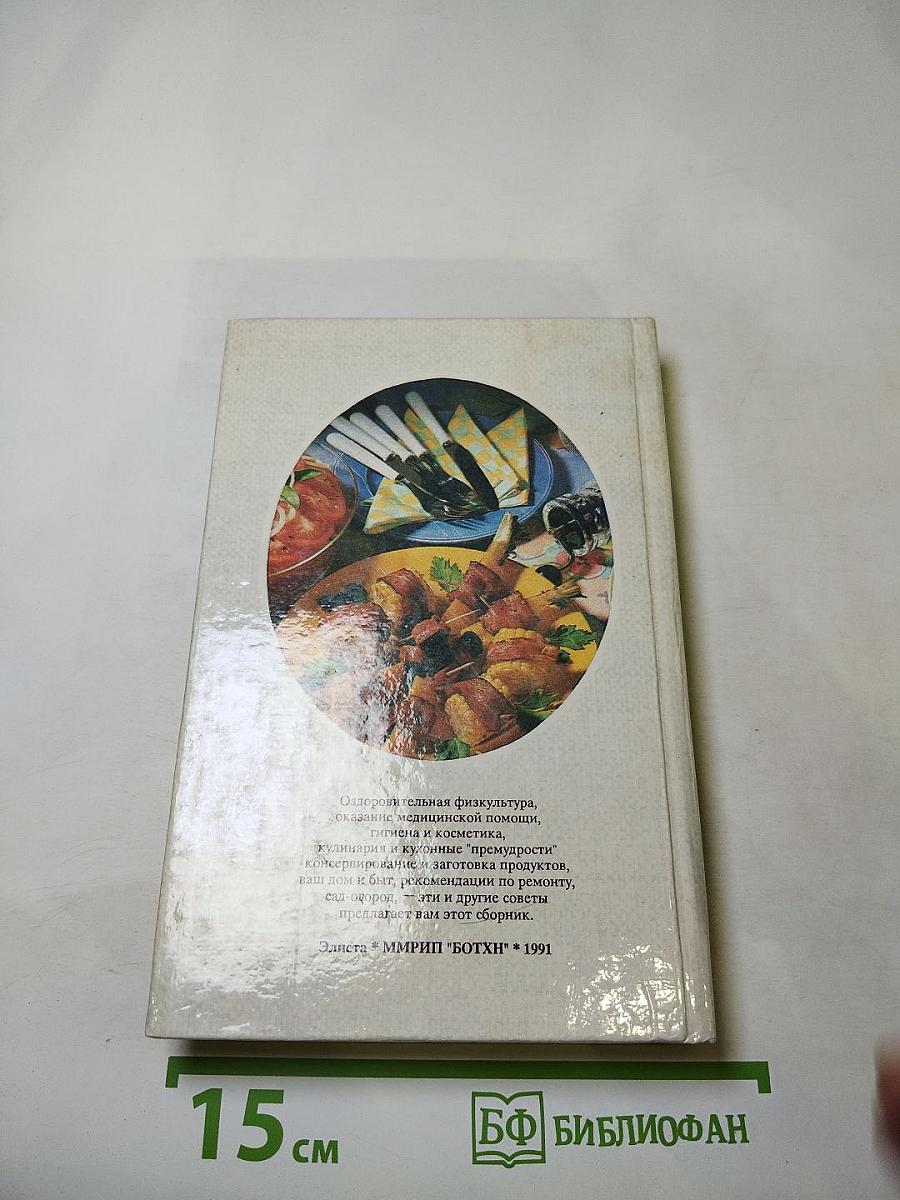 Оздоровительная физкультура,
оказание медицинской помощи,
гигиена и косметика,
кулинария и кухонные "премудрости"
консервирование и заготовка продуктов,
ваш дом и быт, рекомендации по ремонту,
сад-огород, — эти и другие советы
предлагает вам этот сборник.
Элиста * ММРИП "БОТХН" * 1991
15 см
БФ БИБЛИОФАН